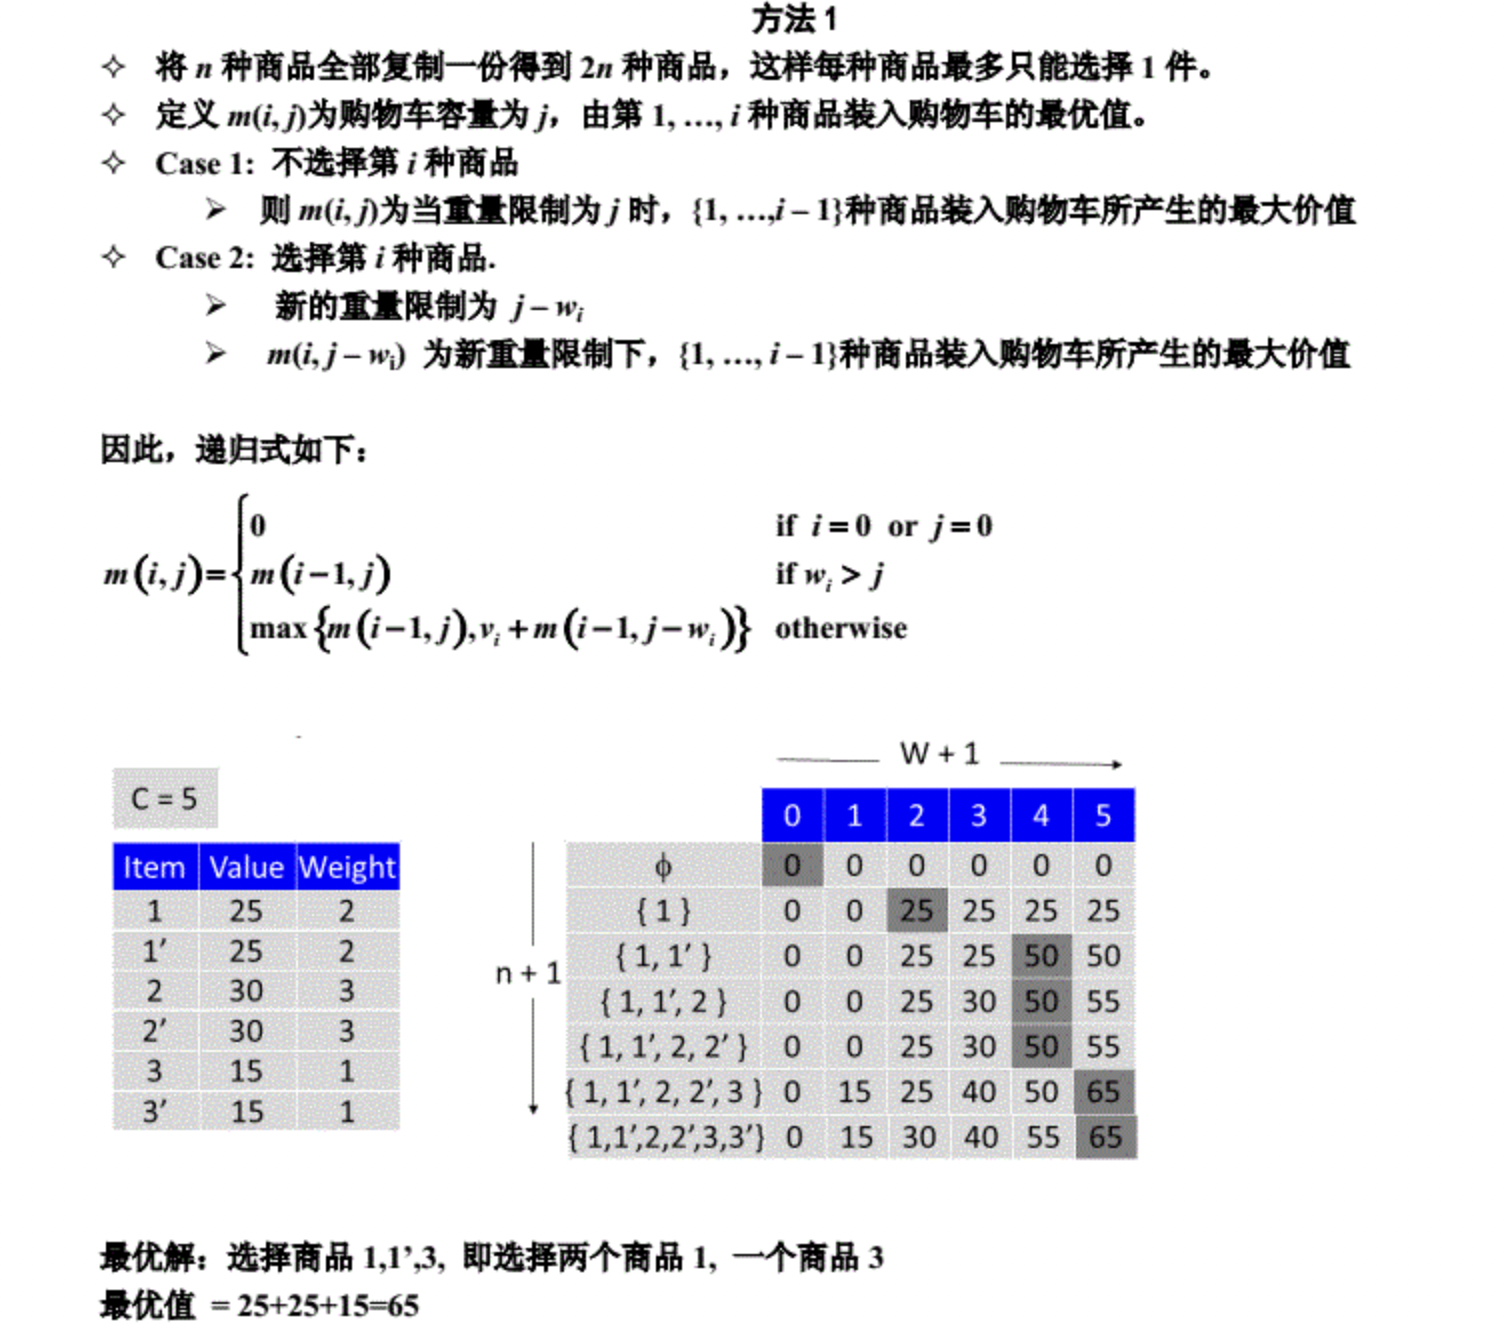 方法 1
✧ 将 n 种商品全部复制一份得到 2n 种商品，这样每种商品最多只能选择 1 件。
✧ 定义 m(i, j)为购物车容量为 j，由第 1, …, i 种商品装入购物车的最优值。
✧ Case 1: 不选择第 i 种商品
➢ 则 m(i, j)为当重量限制为 j 时，{1, …,i – 1}种商品装入购物车所产生的最大价值
✧ Case 2: 选择第 i 种商品.
➢ 新的重量限制为 j – wᵢ
➢ m(i, j – wᵢ) 为新重量限制下，{1, …, i – 1}种商品装入购物车所产生的最大价值
因此，递归式如下：
0 if i = 0 or j = 0
m(i, j) = { m(i−1, j) if wᵢ > j
max{m(i−1, j), vᵢ + m(i−1, j−wᵢ)} otherwise
W + 1
C = 5
0 1 2 3 4 5
Item Value Weight
1 25 2
1′ 25 2
2 30 3
2′ 30 3
3 15 1
3′ 15 1
n + 1
ϕ 0 0 0 0 0 0
{ 1 } 0 0 25 25 25 25
{ 1, 1′ } 0 0 25 25 50 50
{ 1, 1′, 2 } 0 0 25 30 50 55
{ 1, 1′, 2, 2′ } 0 0 25 30 50 55
{ 1, 1′, 2, 2′, 3 } 0 15 25 40 50 65
{ 1,1′,2,2′,3,3′} 0 15 30 40 55 65
最优解：选择商品 1,1’,3, 即选择两个商品 1, 一个商品 3
最优值 = 25+25+15=65